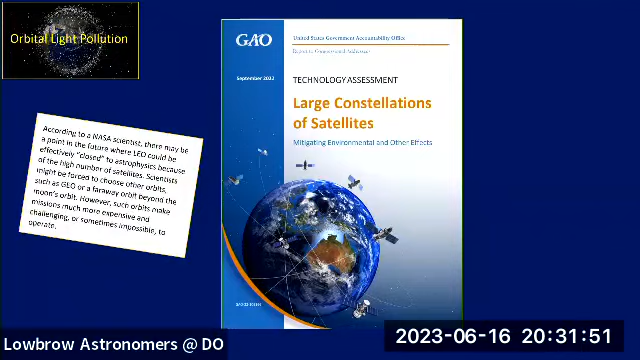 Orbital Light Pollution
According to a NASA scientist, there may be
a point in the future where LEO could be
effectively "closed" to astrophysics because
of the high number of satellites. Scientists
might be forced to choose other orbits,
such as GEO or a faraway orbit beyond the
moon's orbit. However, such orbits make
missions much more expensive and
challenging, or sometimes impossible, to
operate.
GAO
United States Government Accountability Office
Report to Congressional Addressees
September 2022
TECHNOLOGY ASSESSMENT
Large Constellations
of Satellites
Mitigating Environmental and Other Effects
Lowbrow Astronomers @ DO
2023-06-16 20:31:51